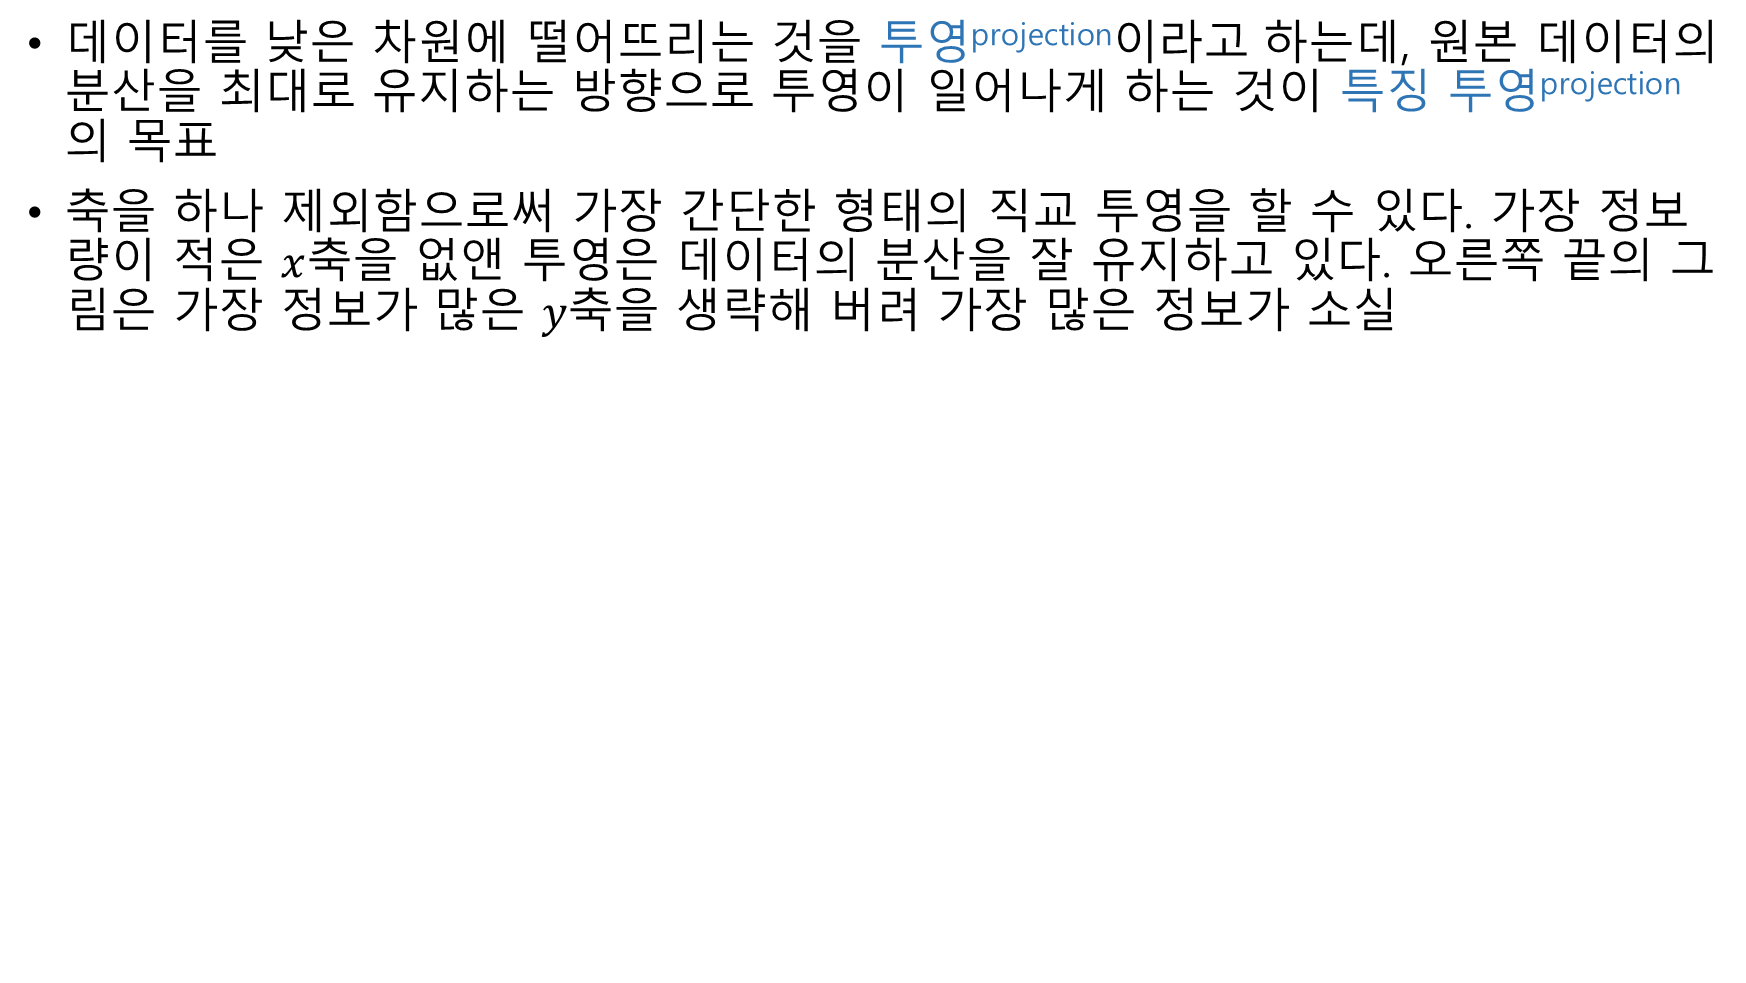 • 데이터를 낮은 차원에 떨어뜨리는 것을 투영projection이라고 하는데, 원본 데이터의
분산을 최대로 유지하는 방향으로 투영이 일어나게 하는 것이 특징 투영projection
의 목표
• 축을 하나 제외함으로써 가장 간단한 형태의 직교 투영을 할 수 있다. 가장 정보
량이 적은 x축을 없앤 투영은 데이터의 분산을 잘 유지하고 있다. 오른쪽 끝의 그
림은 가장 정보가 많은 y축을 생략해 버려 가장 많은 정보가 소실